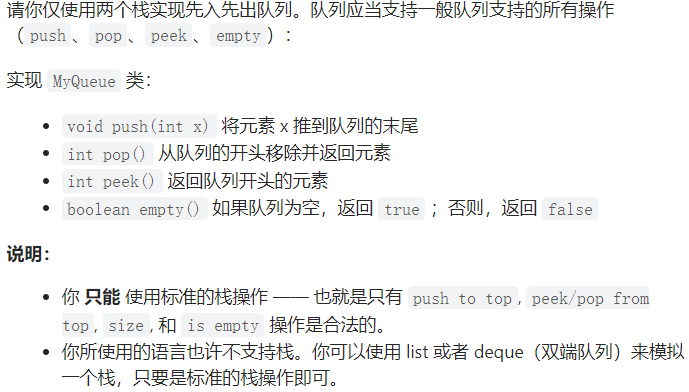 请你仅使用两个栈实现先入先出队列。队列应当支持一般队列支持的所有操作
（push、pop、peek、empty）：
实现 MyQueue 类：
• void push(int x) 将元素 x 推到队列的末尾
• int pop() 从队列的开头移除并返回元素
• int peek() 返回队列开头的元素
• boolean empty() 如果队列为空，返回 true ；否则，返回 false
说明：
• 你 只能 使用标准的栈操作 —— 也就是只有 push to top, peek/pop from
top, size, 和 is empty 操作是合法的。
• 你所使用的语言也许不支持栈。你可以使用 list 或者 deque（双端队列）来模拟
一个栈，只要是标准的栈操作即可。